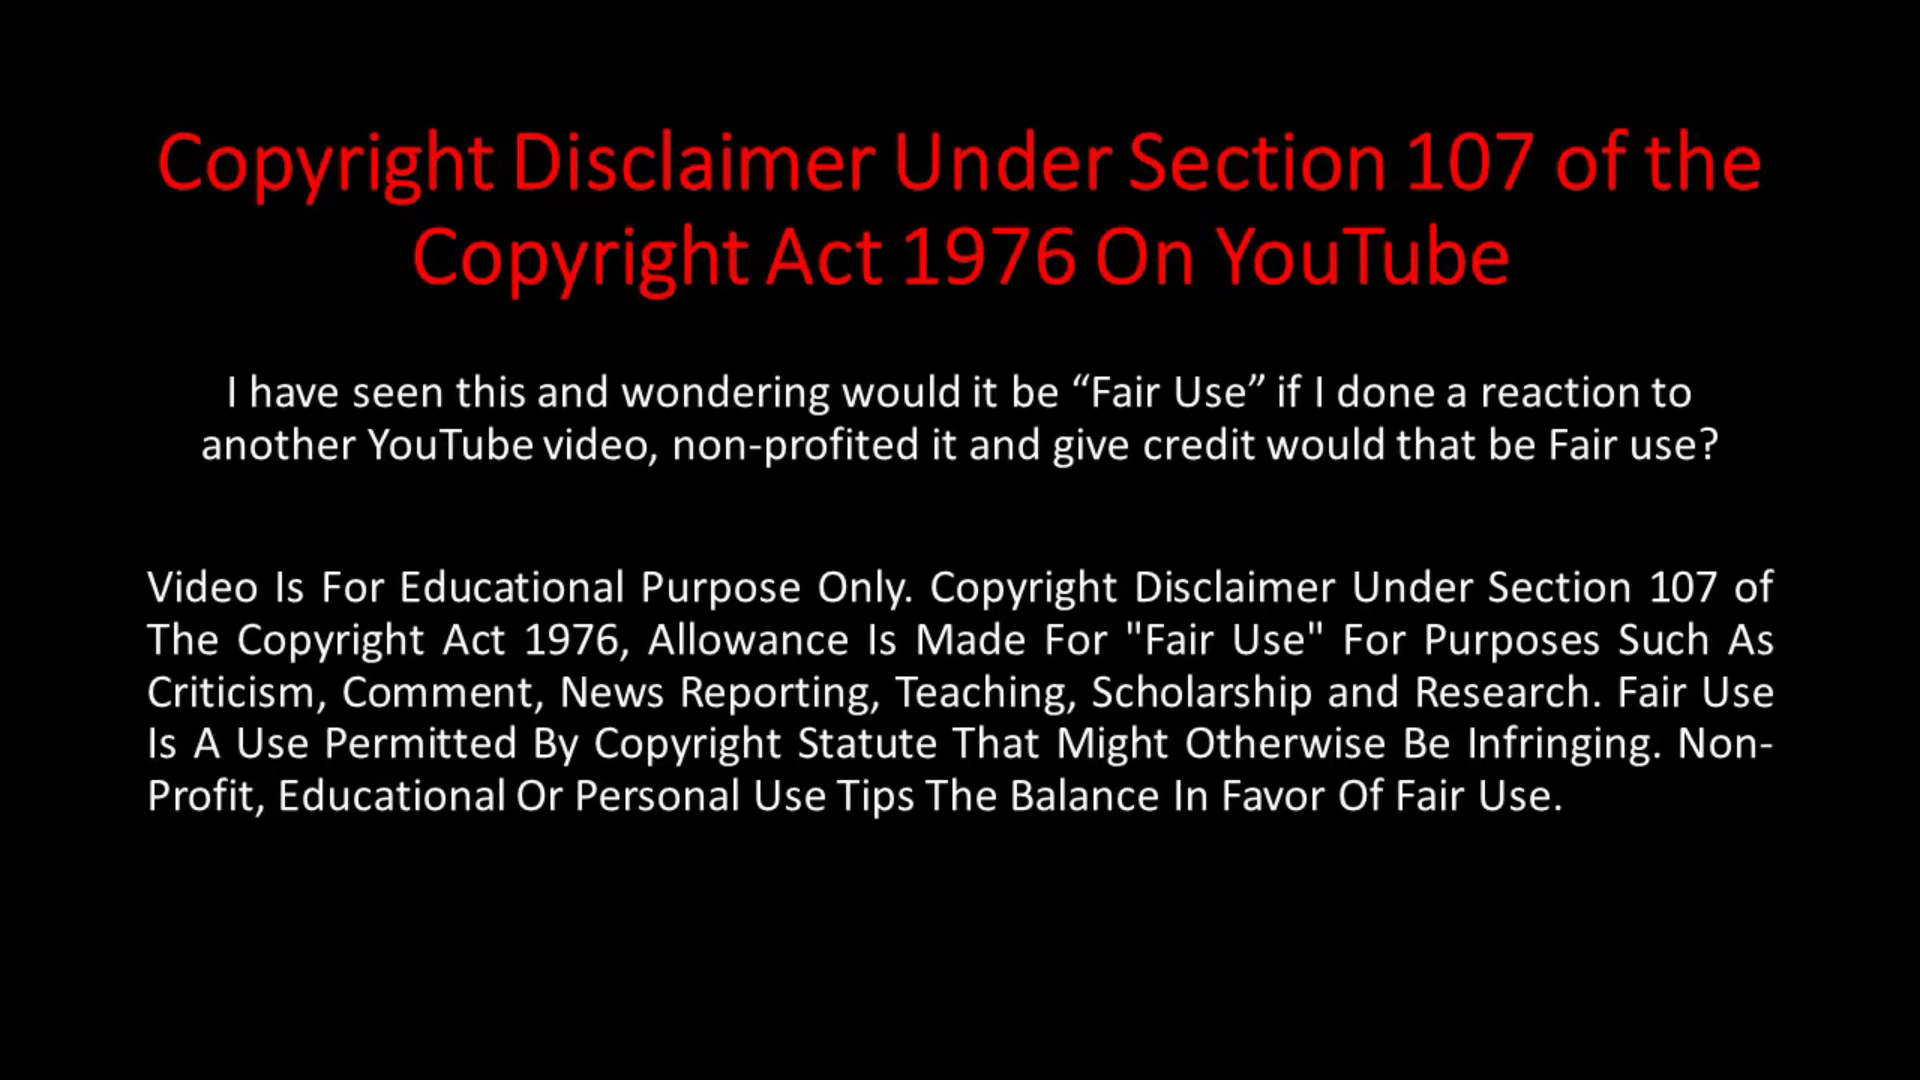 Copyright Disclaimer Under Section 107 of the
Copyright Act 1976 On YouTube
I have seen this and wondering would it be “Fair Use” if I done a reaction to
another YouTube video, non-profited it and give credit would that be Fair use?
Video Is For Educational Purpose Only. Copyright Disclaimer Under Section 107 of
The Copyright Act 1976, Allowance Is Made For "Fair Use" For Purposes Such As
Criticism, Comment, News Reporting, Teaching, Scholarship and Research. Fair Use
Is A Use Permitted By Copyright Statute That Might Otherwise Be Infringing. Non-
Profit, Educational Or Personal Use Tips The Balance In Favor Of Fair Use.